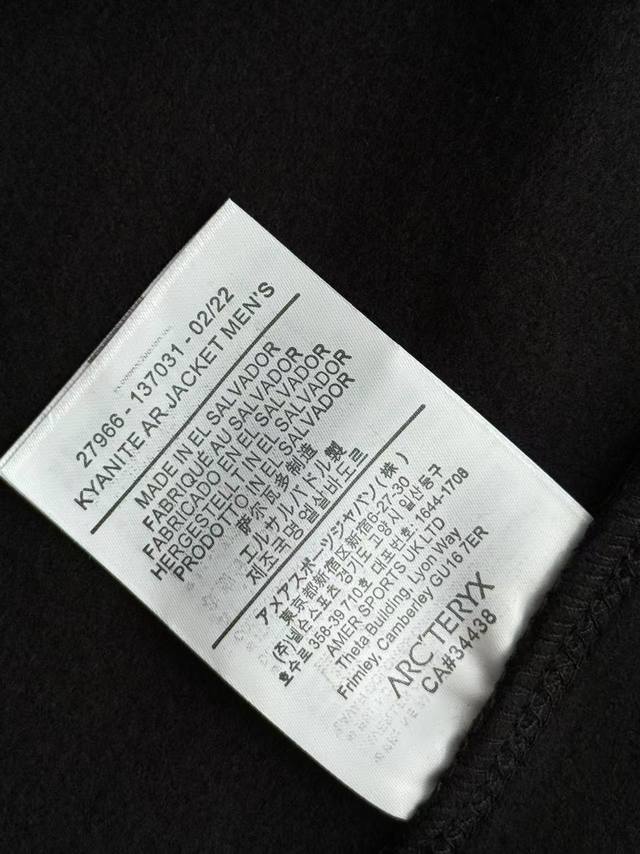 27966 - 137031 - 02/22
KYANITE AR JACKET MEN'S
MADE IN EL SALVADOR
FABRIQUÉ AU SALVADOR
FABRICADO EN EL SALVADOR
HERGESTELLT IN EL SALVADOR
PRODOTTO IN EL SALVADOR
萨尔瓦多制造
エルサルバドル製
제조국명 엘살바도르
アメアスポーツジャパン(株)
東京都新宿区新宿6-27-30
(주)넬슨스포츠 경기도 고양시 일산동구
호수로 358-39 710호 대표번호: 1644-1708
AMER SPORTS UK LTD
Theta Building, Lyon Way
Frimley, Camberley GU16 7ER
ARC'TERYX
CA#34438